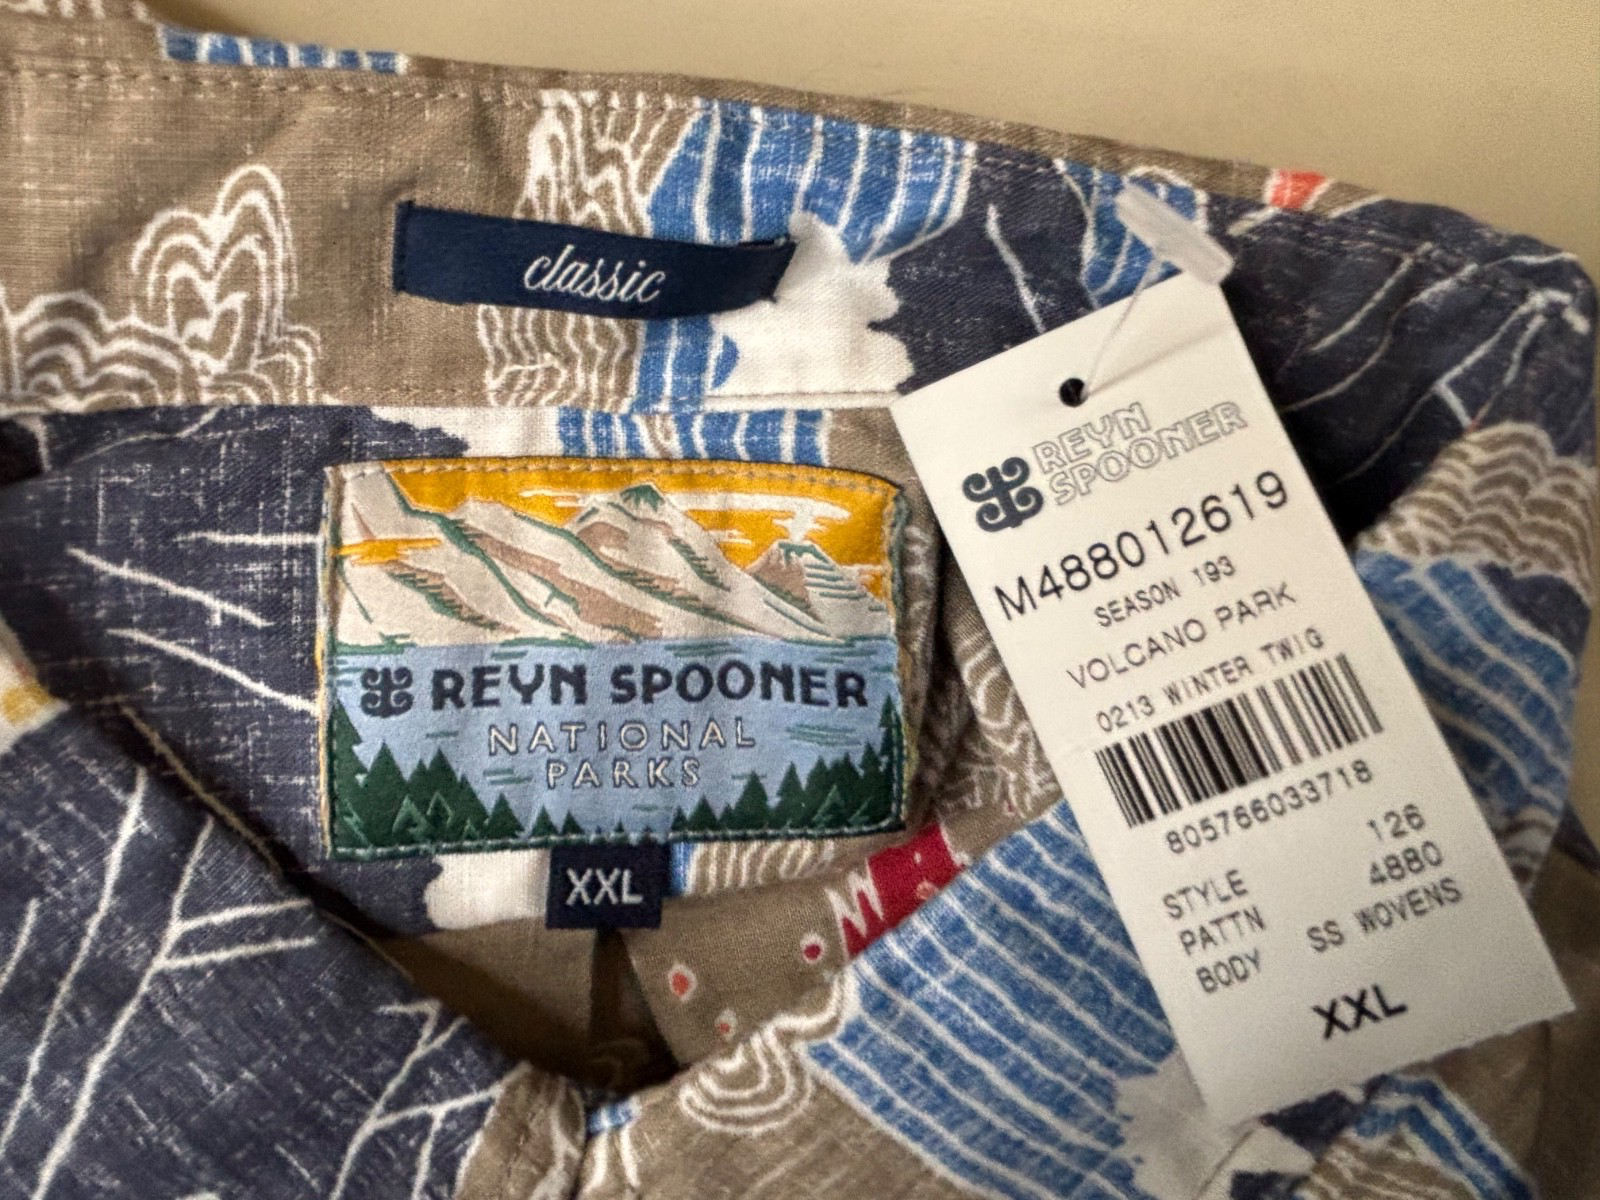 classic
REYN SPOONER
NATIONAL
PARKS
XXL
REYN
SPOONER
M488012619
SEASON 193
VOLCANO PARK
0213 WINTER TWIG
805766033718
STYLE 126
PATTN 4880
BODY SS WOVENS
XXL